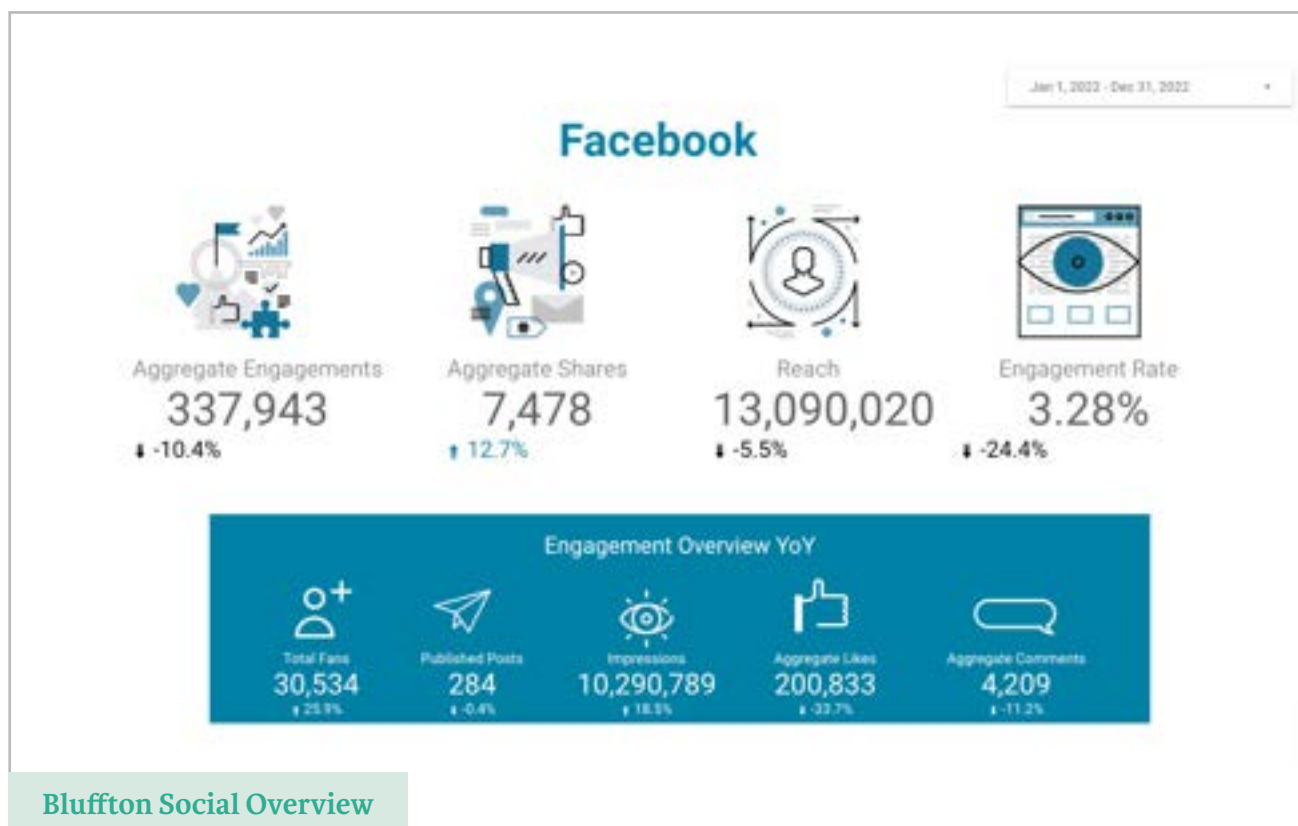 Jan 1, 2022 - Dec 31, 2022
Facebook
Aggregate Engagements
337,943
-10.4%
Aggregate Shares
7,478
12.7%
Reach
13,090,020
-5.5%
Engagement Rate
3.28%
-24.4%
Engagement Overview YoY
Total Fans
30,534
25.9%
Published Posts
284
-0.4%
Impressions
10,290,789
18.5%
Aggregate Likes
200,833
-33.7%
Aggregate Comments
4,209
-11.2%
Bluffton Social Overview